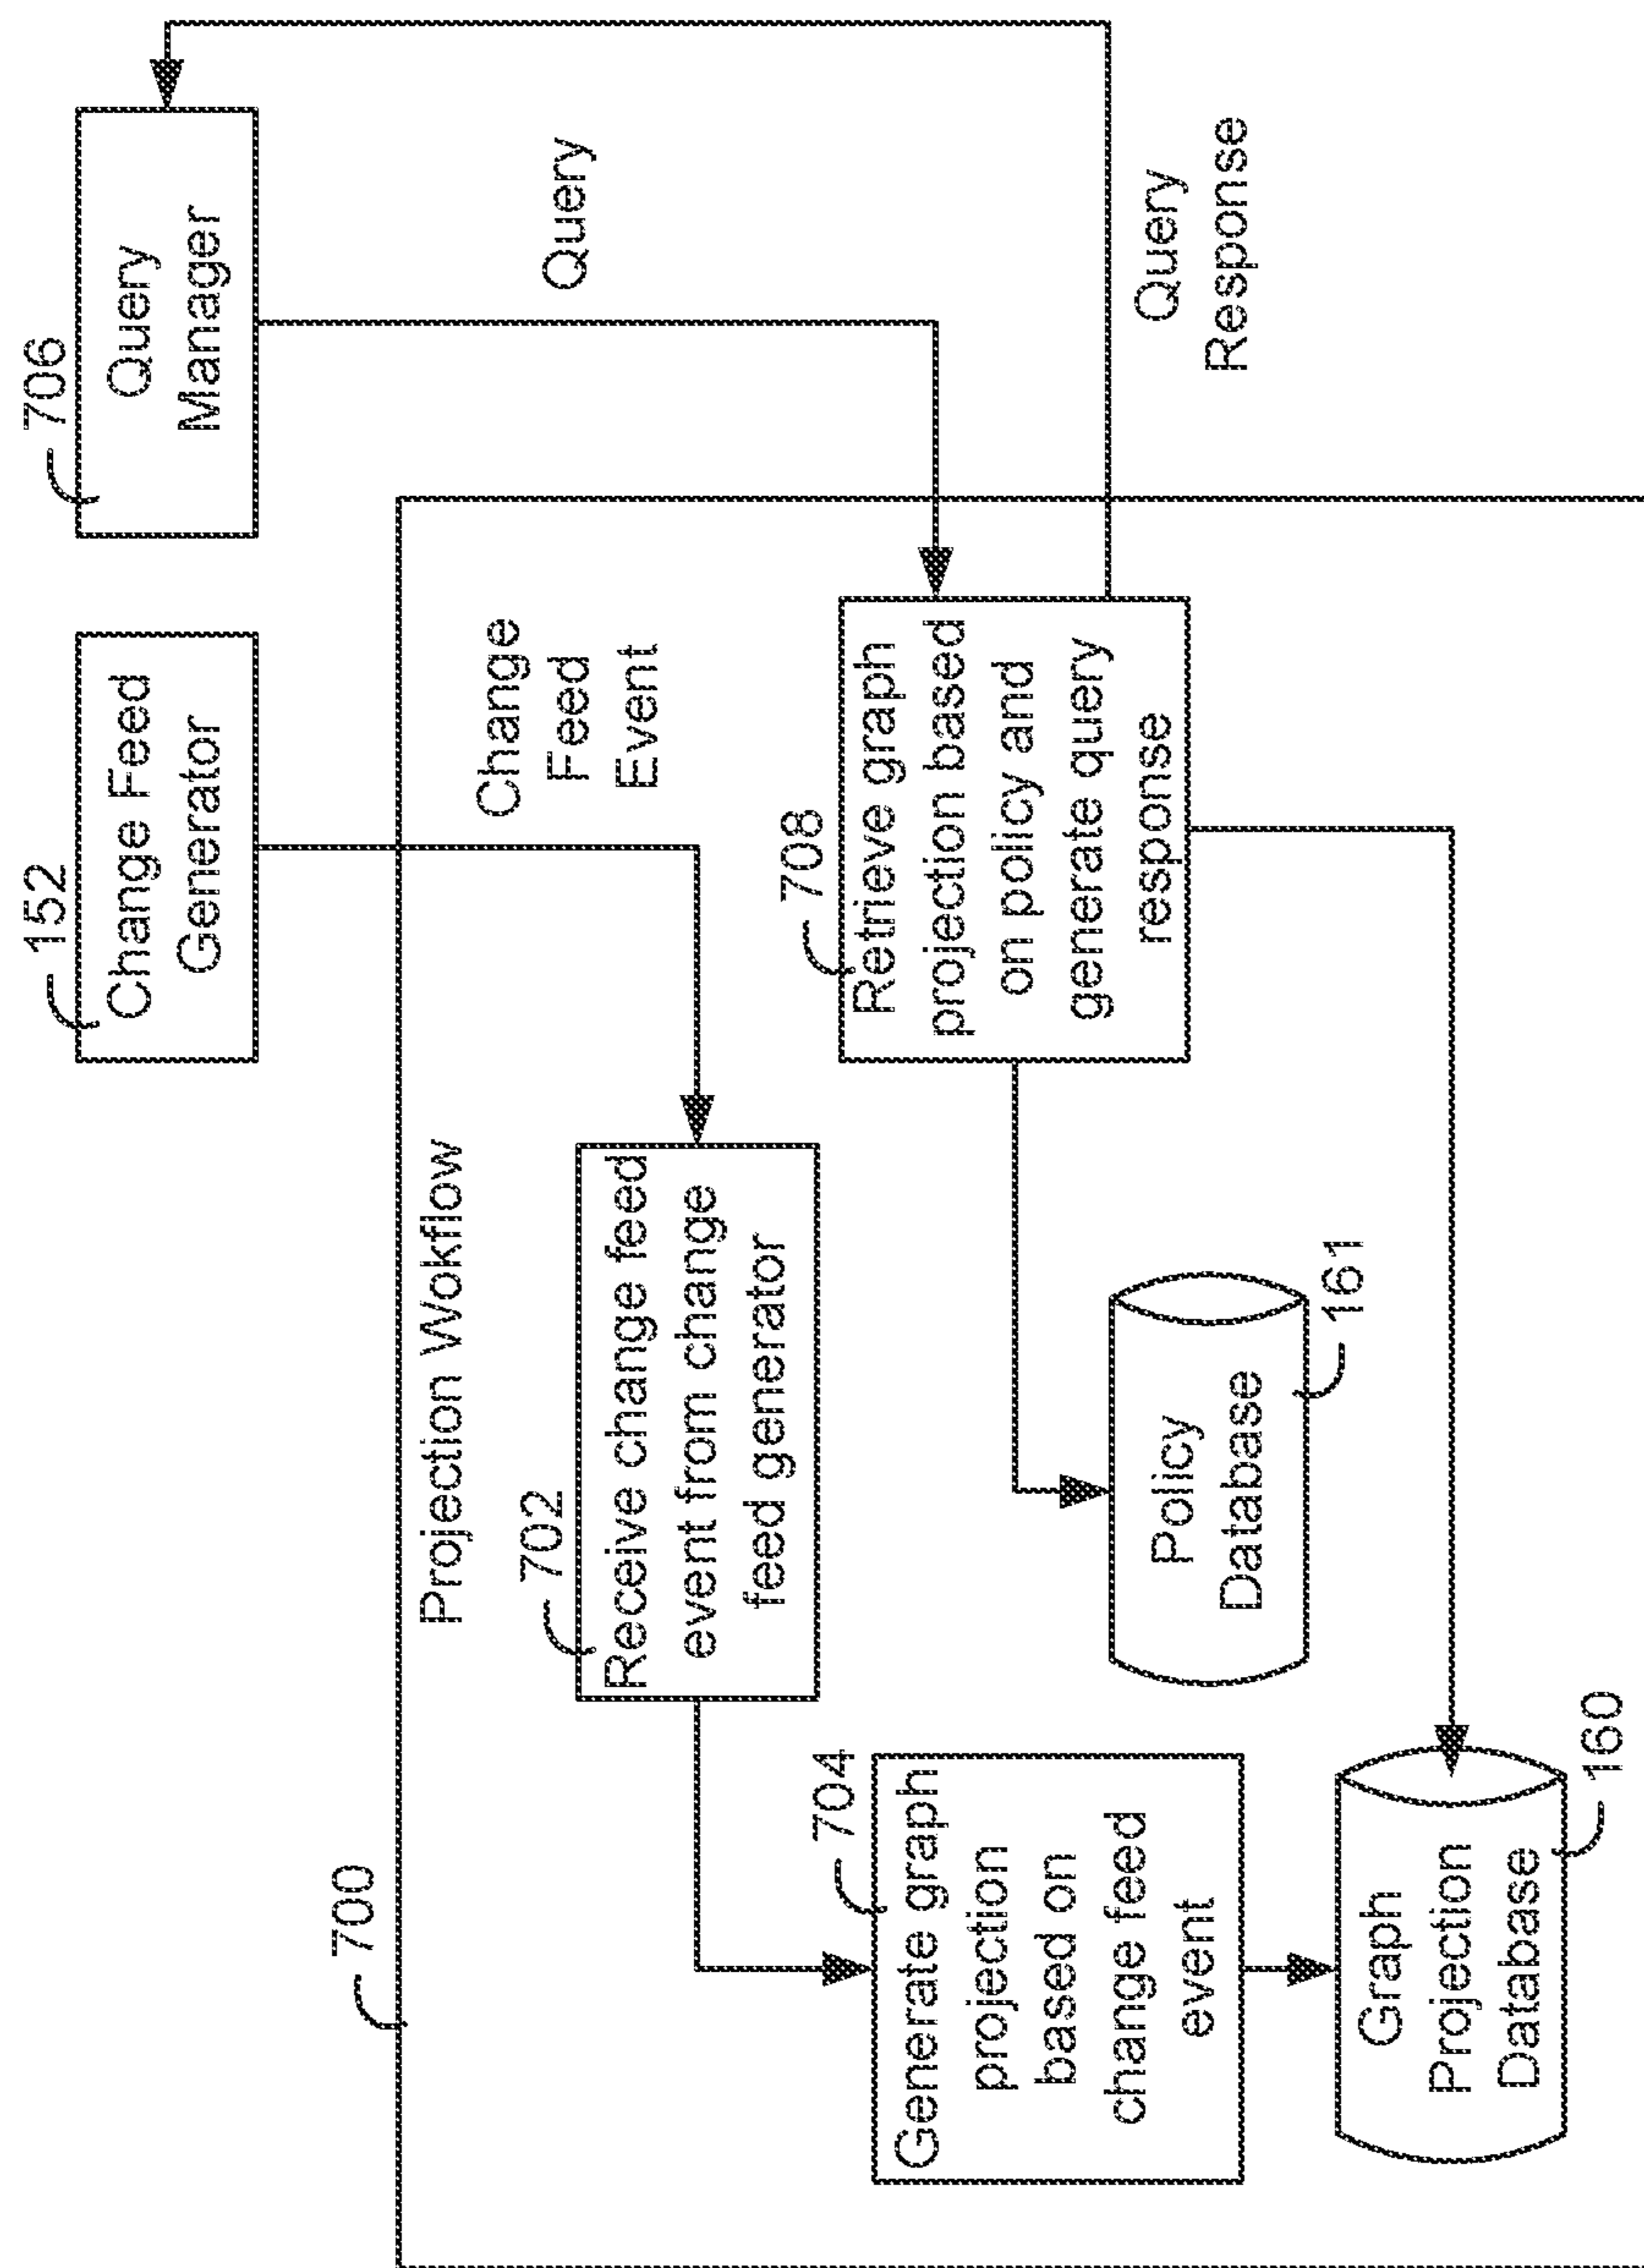 700
Projection Wokflow
152
Change Feed
Generator
706
Query
Manager
Change
Feed
Event
Query
702
Receive change feed
event from change
feed generator
704
Generate graph
projection
based on
change feed
event
708
Retrieve graph
projection based
on policy and
generate query
response
Query
Response
Policy
Database
161
Graph
Projection
Database
160